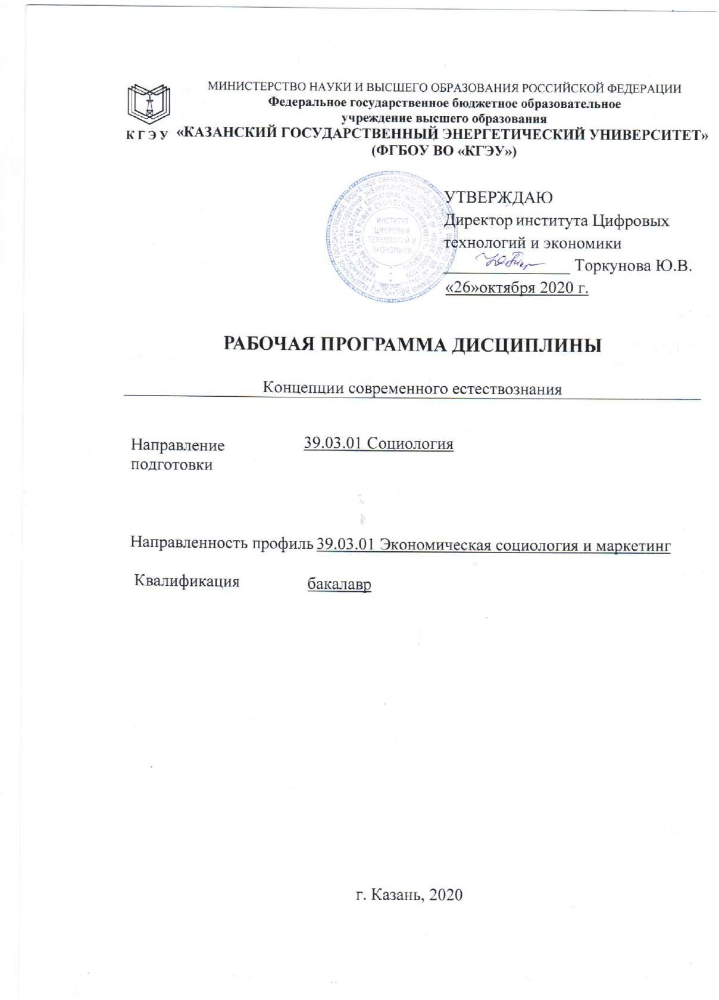 МИНИСТЕРСТВО НАУКИ И ВЫСШЕГО ОБРАЗОВАНИЯ РОССИЙСКОЙ ФЕДЕРАЦИИ
Федеральное государственное бюджетное образовательное
учреждение высшего образования
КГЭУ «КАЗАНСКИЙ ГОСУДАРСТВЕННЫЙ ЭНЕРГЕТИЧЕСКИЙ УНИВЕРСИТЕТ»
(ФГБОУ ВО «КГЭУ»)
ИНСТИТУТ
ЦИФРОВЫХ
ТЕХНОЛОГИЙ И
ЭКОНОМИКИ
УТВЕРЖДАЮ
Директор института Цифровых
технологий и экономики
Торкунова Ю.В.
«26»октября 2020 г.
РАБОЧАЯ ПРОГРАММА ДИСЦИПЛИНЫ
Концепции современного естествознания
Направление 39.03.01 Социология
подготовки
Направленность профиль 39.03.01 Экономическая социология и маркетинг
Квалификация бакалавр
г. Казань, 2020